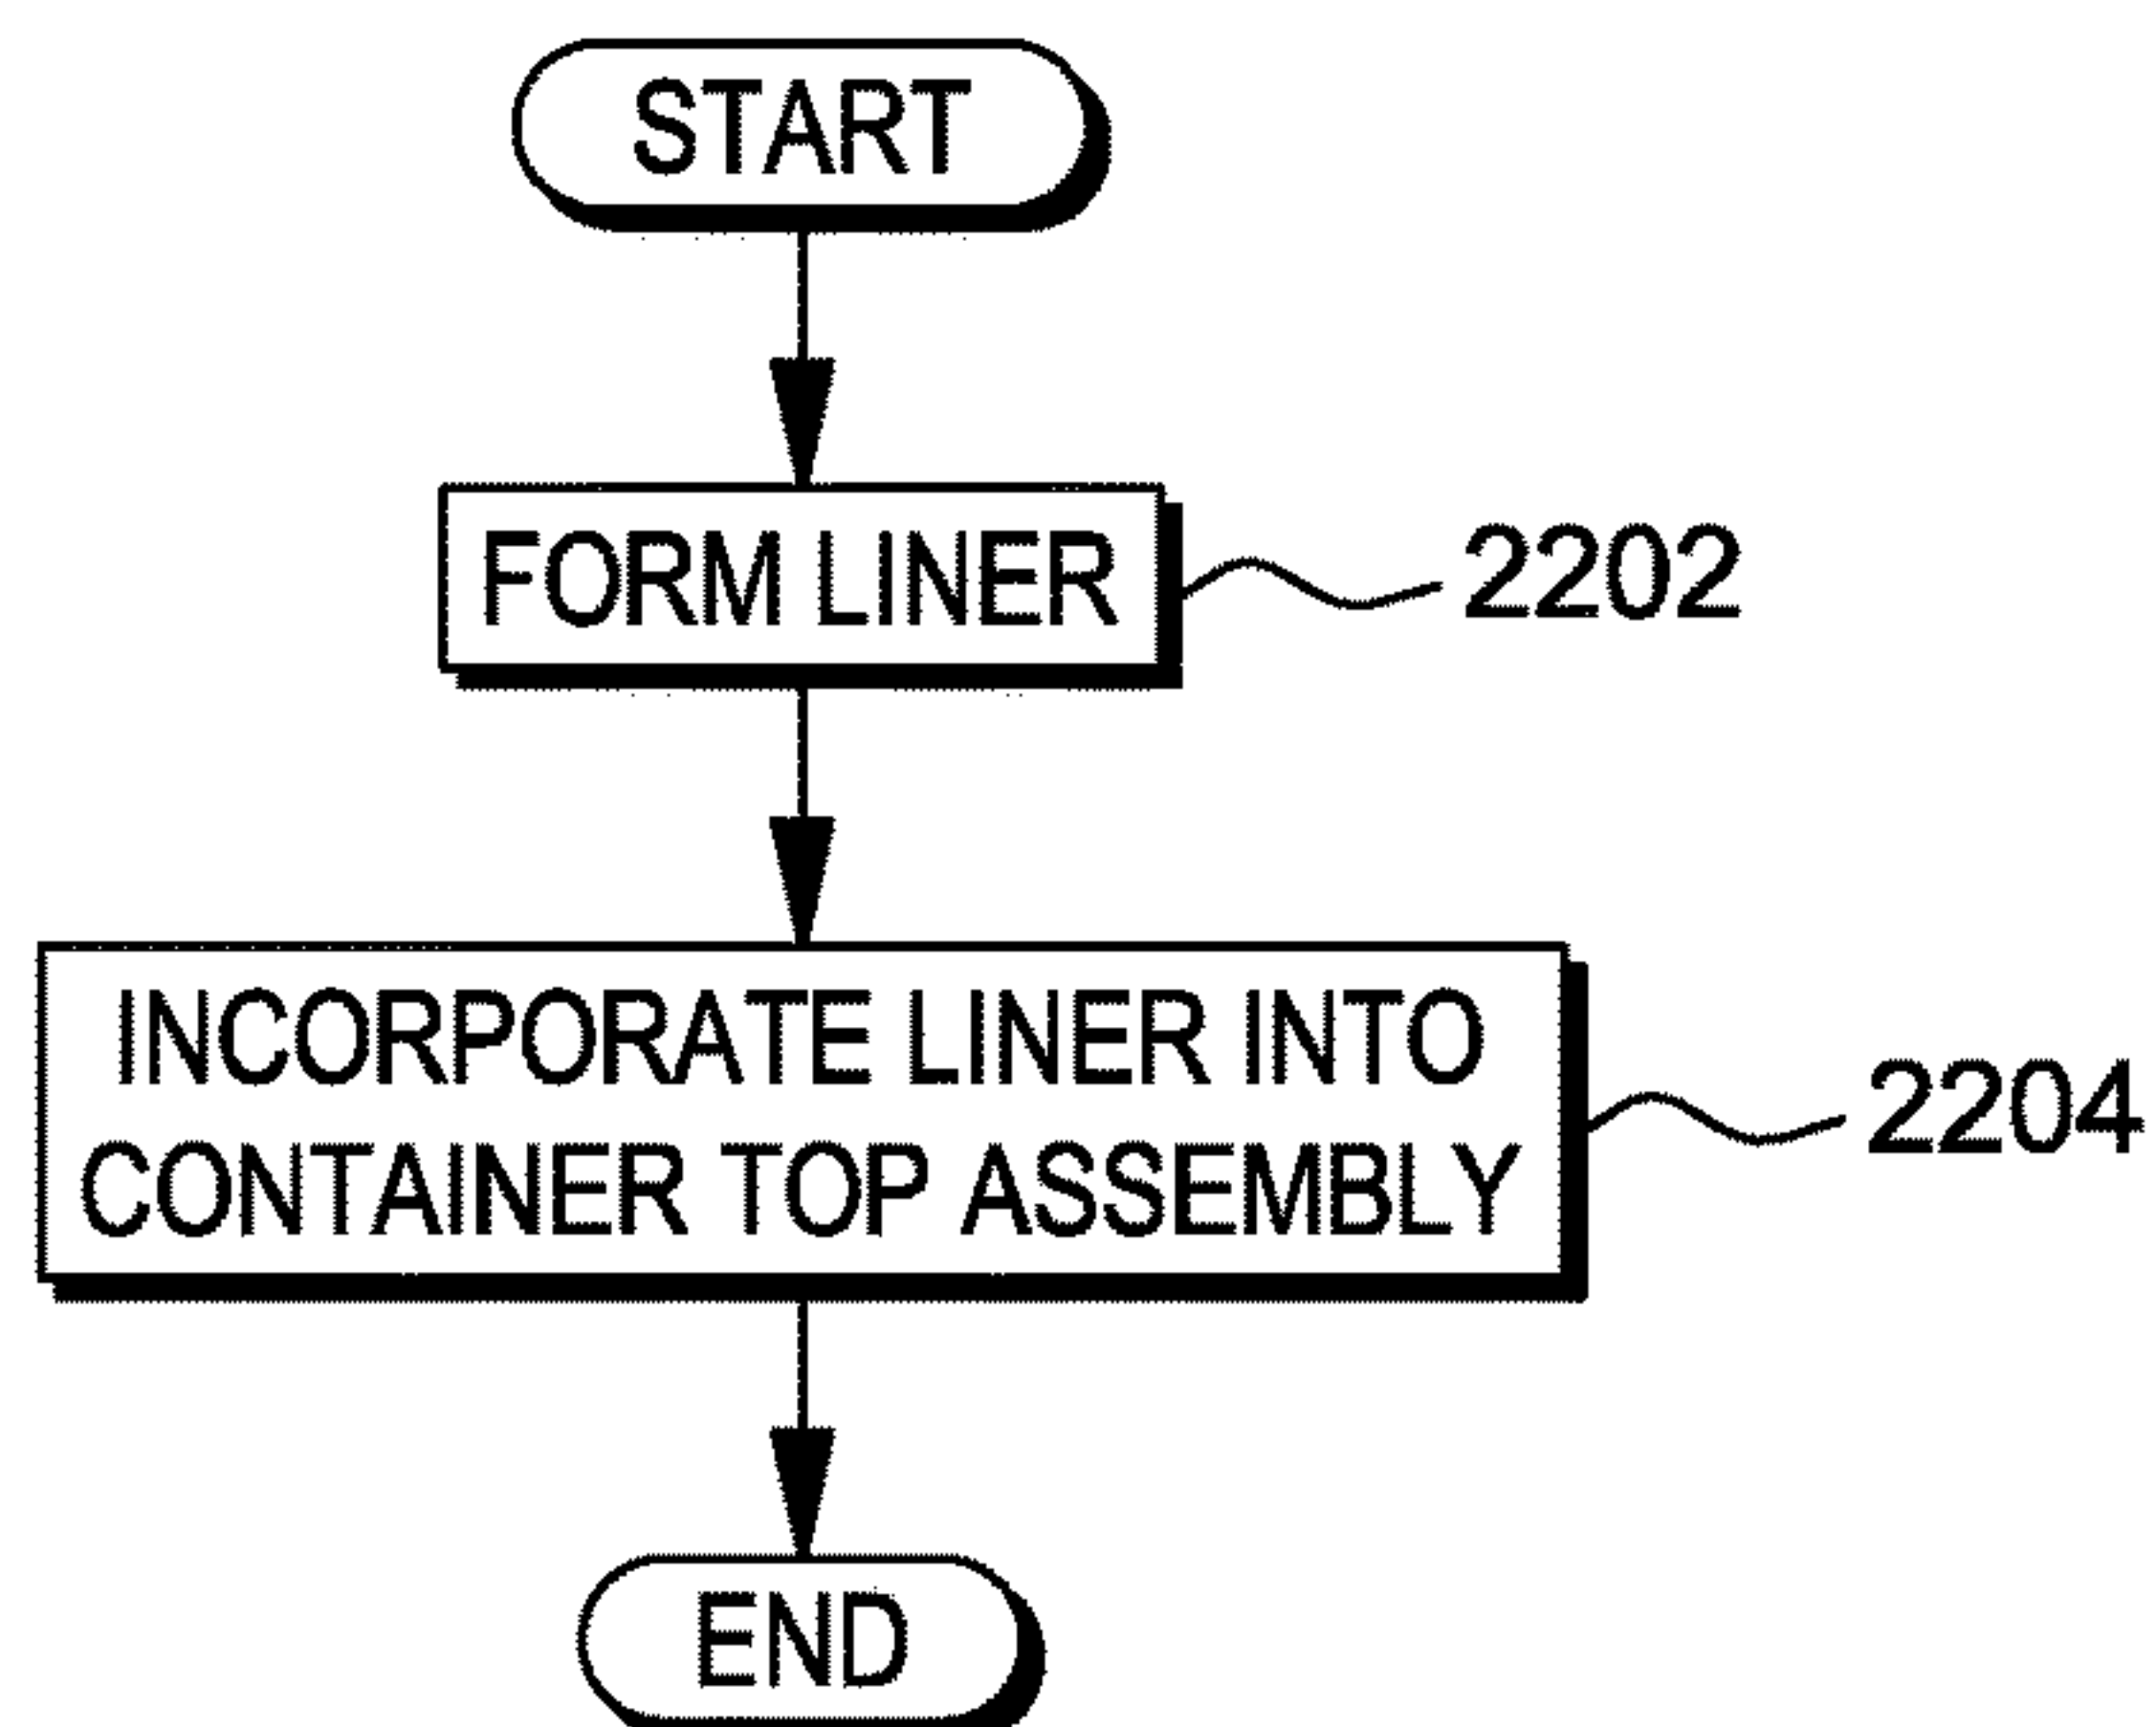 START
FORM LINER
2202
INCORPORATE LINER INTO
CONTAINER TOP ASSEMBLY
2204
END